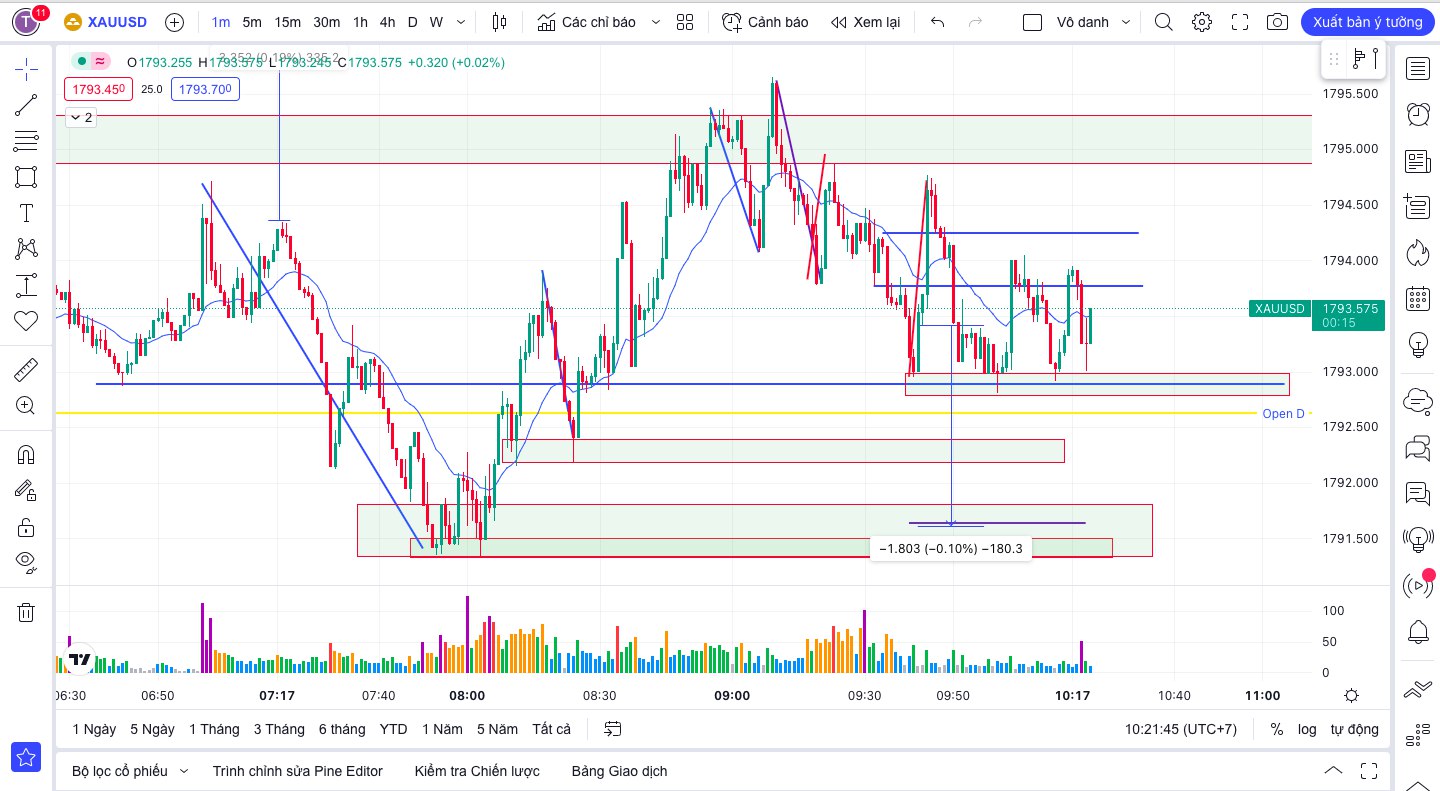 T 11 XAUUSD 1m 5m 15m 30m 1h 4h D W Các chỉ báo Cảnh báo Xem lại Vô danh Xuất bản ý tưởng
3.352 (0.19%) 335.2
O1793.255 H1793.575 L1793.245 C1793.575 +0.320 (+0.02%)
1793.450 25.0 1793.700
2
1795.500
1795.000
1794.500
1794.000
XAUUSD 1793.575
00:15
1793.000
Open D
1792.500
1792.000
1791.500
−1.803 (−0.10%) −180.3
100
50
0
06:30 06:50 07:17 07:40 08:00 08:30 09:00 09:30 09:50 10:17 10:40 11:00
1 Ngày 5 Ngày 1 Tháng 3 Tháng 6 tháng YTD 1 Năm 5 Năm Tất cả 10:21:45 (UTC+7) % log tự động
Bộ lọc cổ phiếu Trình chỉnh sửa Pine Editor Kiểm tra Chiến lược Bảng Giao dịch